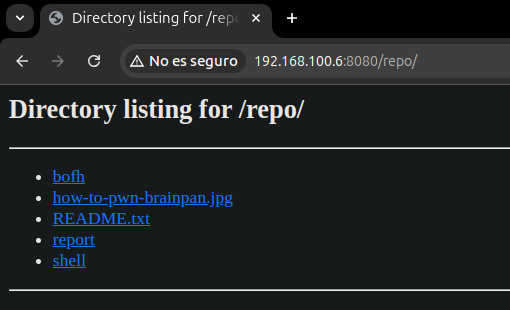 Directory listing for /repo
No es seguro
192.168.100.6:8080/repo/
Directory listing for /repo/
bofh
how-to-pwn-brainpan.jpg
README.txt
report
shell